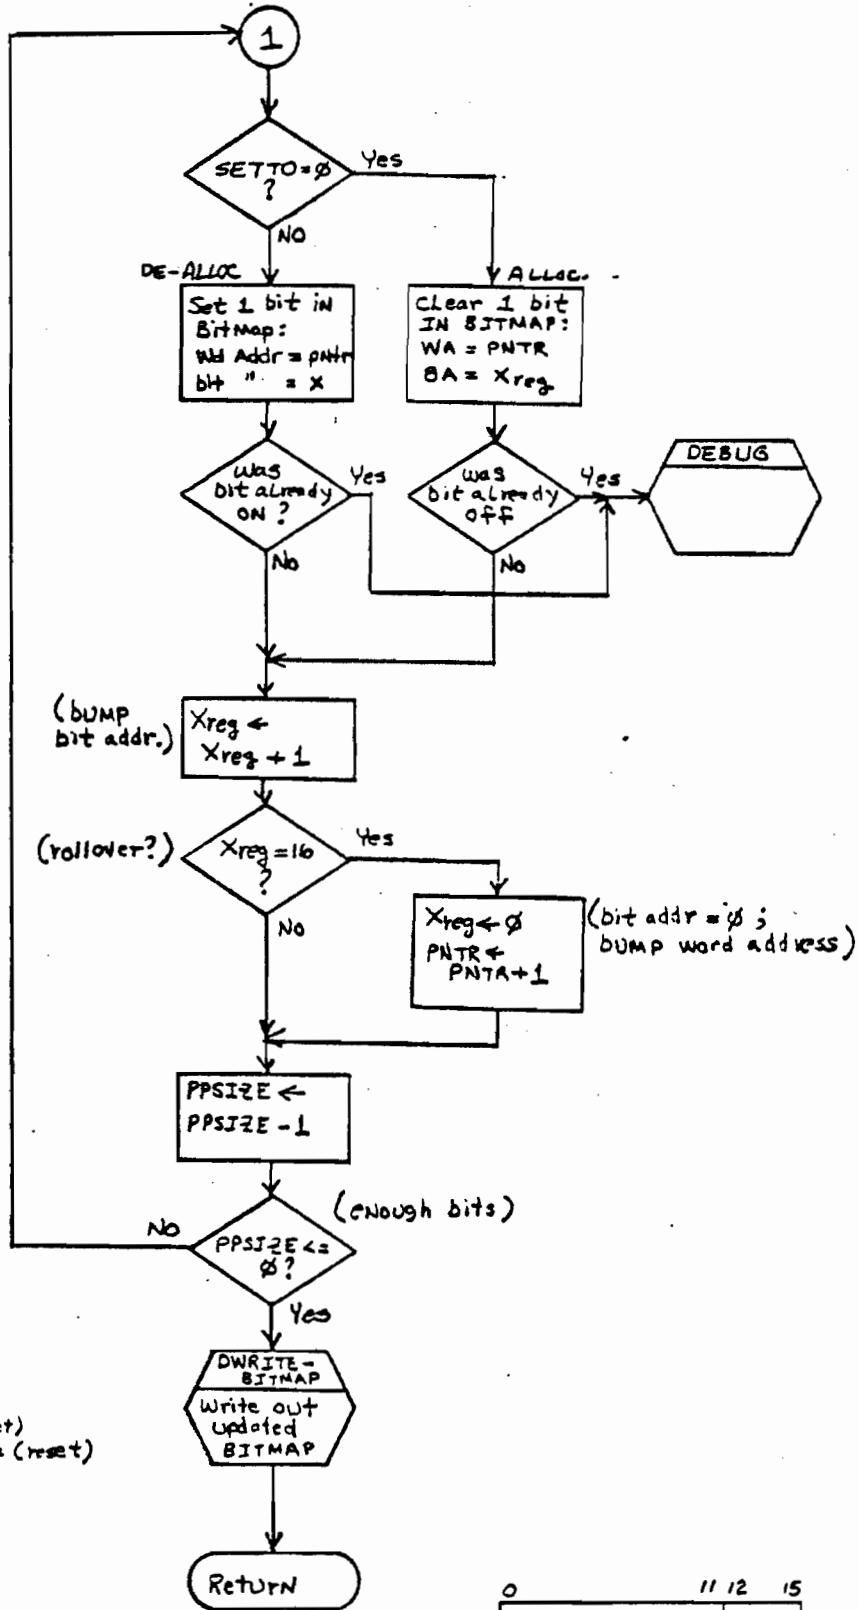 1
SETTO=Ø
?
Yes
NO
DE-ALLOC
Set 1 bit in
BitMap:
Wd Addr = pntr
bit " = X
ALLOC.
CLear 1 bit
IN BITMAP:
WA = PNTR
BA = Xreg
was
bit already
ON ?
Yes
No
was
bit already
off
Yes
No
DEBUG
(bUMP
bit addr.)
Xreg ←
Xreg + 1
(rollover?)
Xreg = 16
?
Yes
No
Xreg ← Ø
PNTR ←
PNTR + 1
(bit addr = Ø ;
bUMP word address)
PPSIZE ←
PPSIZE - 1
(enough bits)
No
PPSIZE <=
Ø?
Yes
DWRITE-
BITMAP
Write out
updated
BITMAP
(reset)
Return
0 11 12 15